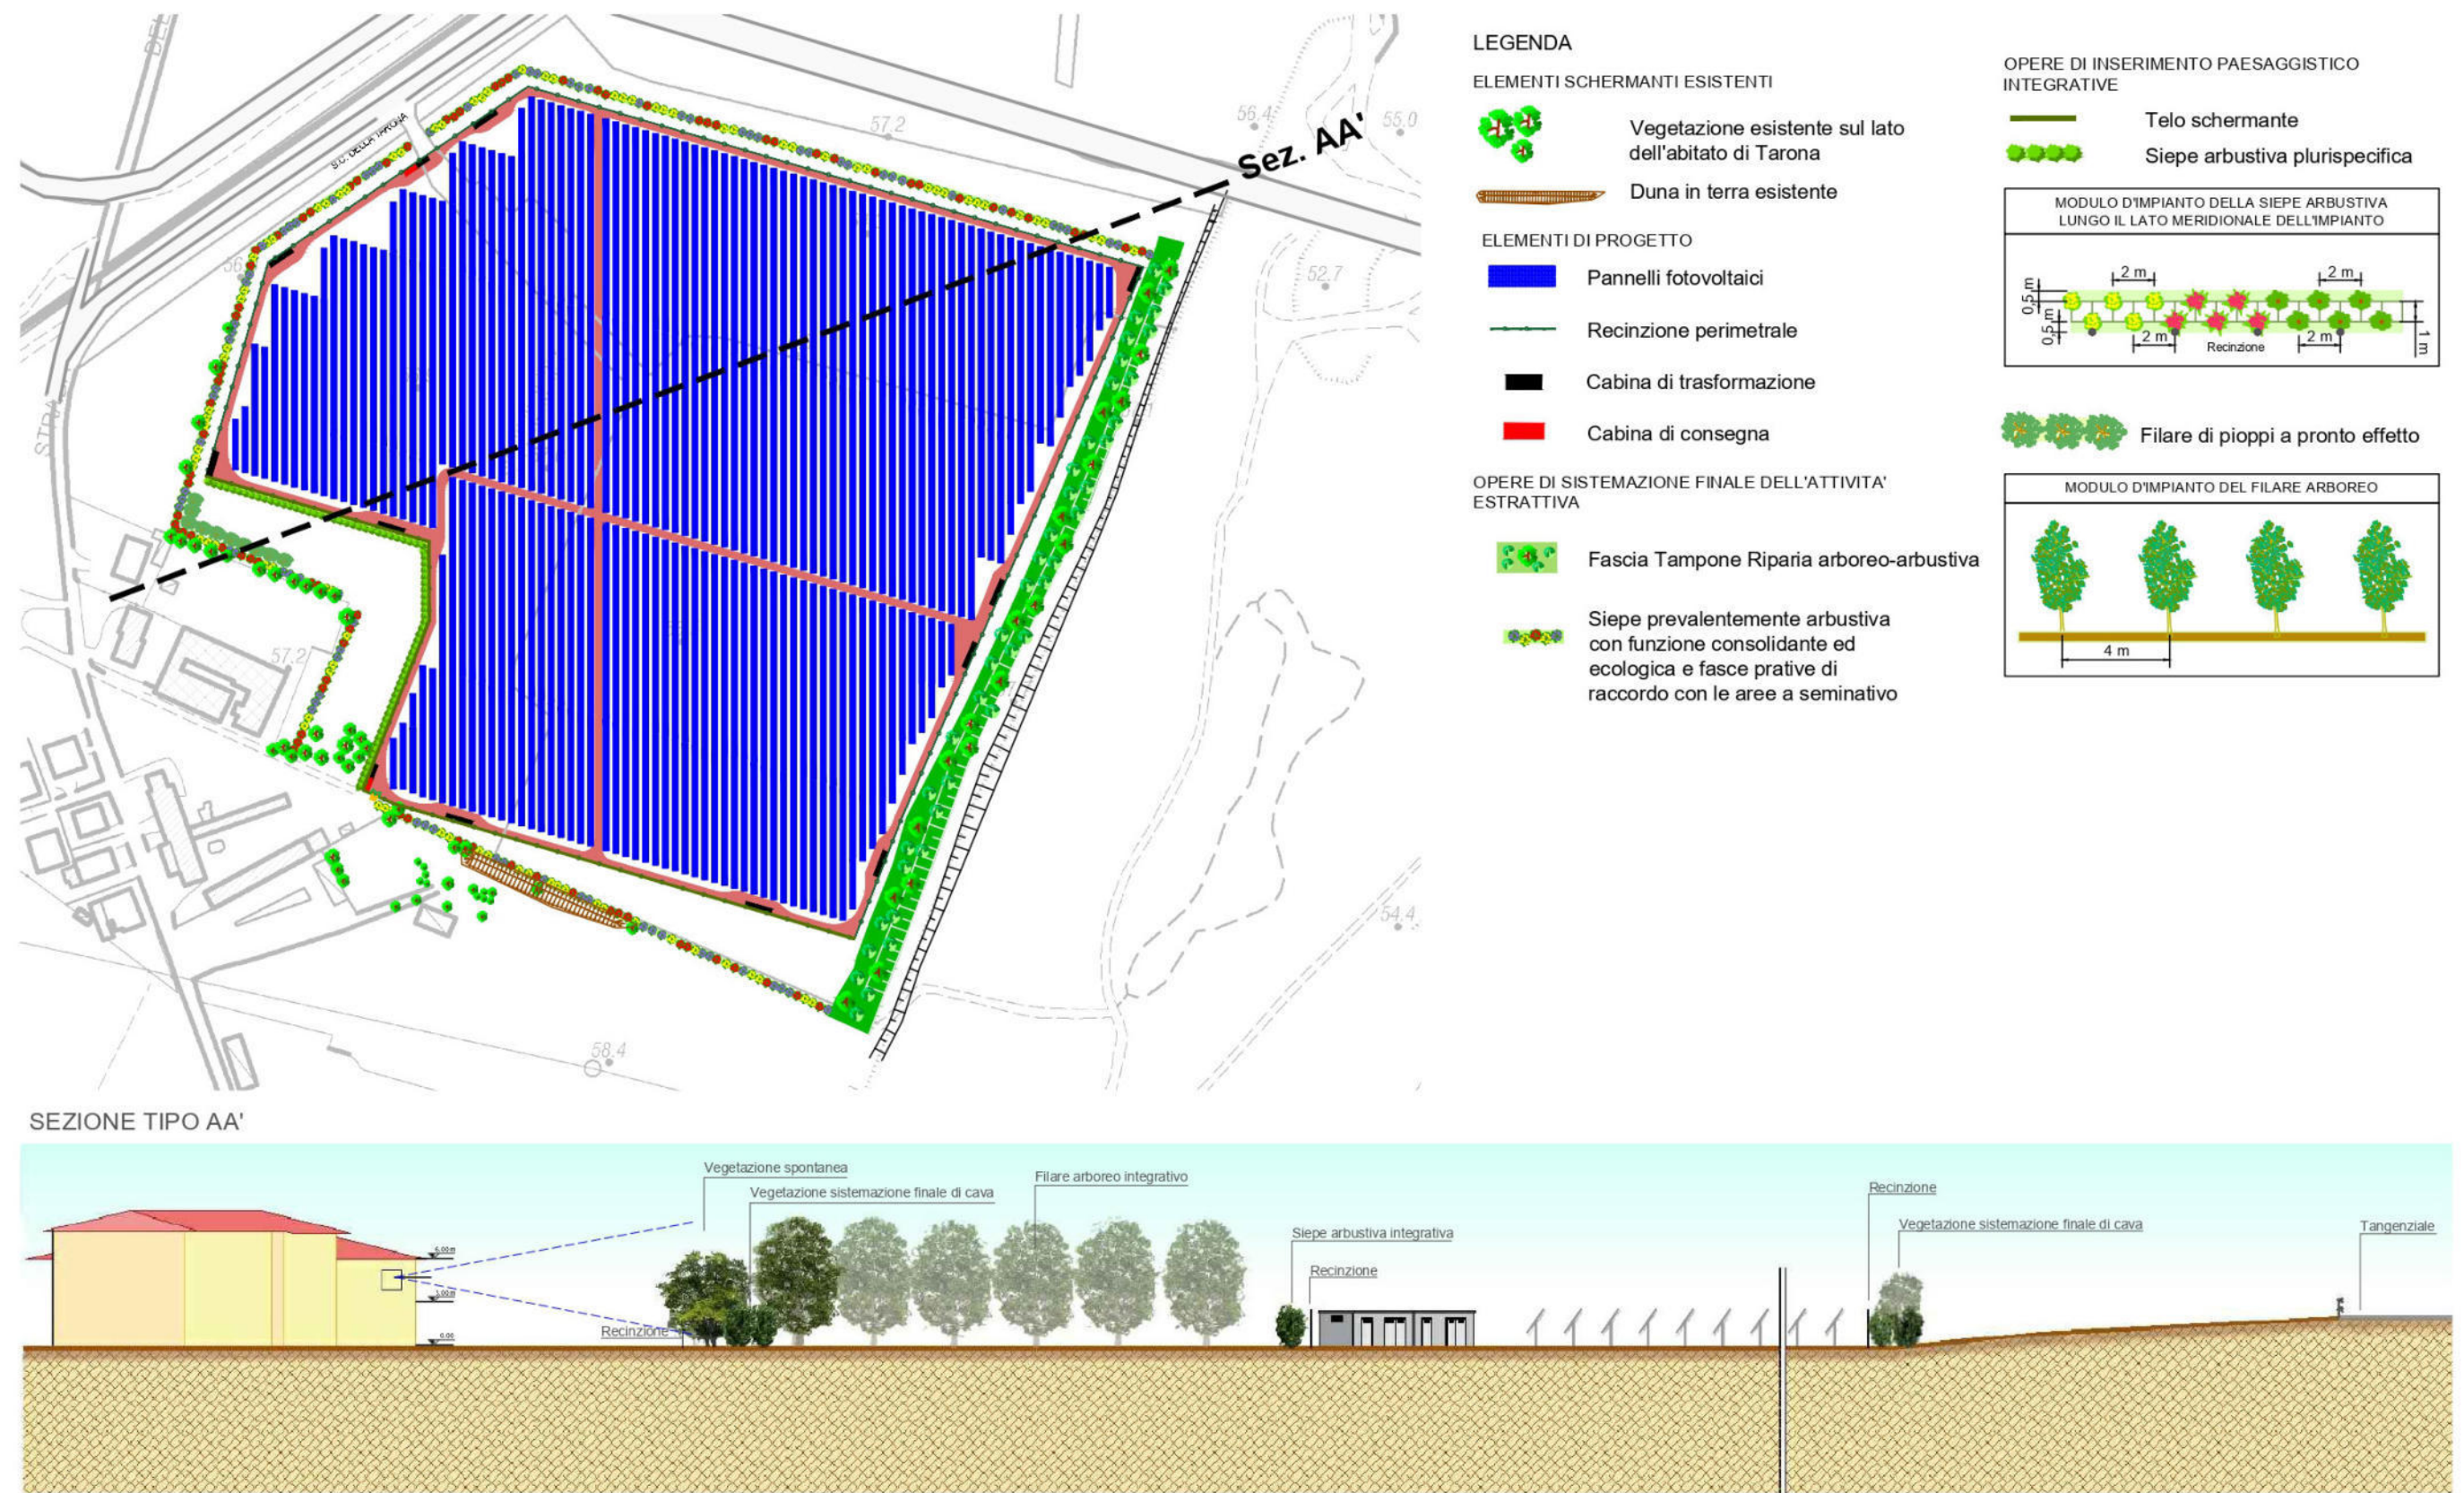 DEL
S.C. DELLA TARONA
57.2
56.4
55.0
Sez. AA'
52.7
56
STRA
57.2
54.4
58.4
LEGENDA
ELEMENTI SCHERMANTI ESISTENTI
Vegetazione esistente sul lato
dell'abitato di Tarona
Duna in terra esistente
ELEMENTI DI PROGETTO
Pannelli fotovoltaici
Recinzione perimetrale
Cabina di trasformazione
Cabina di consegna
OPERE DI SISTEMAZIONE FINALE DELL'ATTIVITA'
ESTRATTIVA
Fascia Tampone Riparia arboreo-arbustiva
Siepe prevalentemente arbustiva
con funzione consolidante ed
ecologica e fasce prative di
raccordo con le aree a seminativo
OPERE DI INSERIMENTO PAESAGGISTICO
INTEGRATIVE
Telo schermante
Siepe arbustiva plurispecifica
MODULO D'IMPIANTO DELLA SIEPE ARBUSTIVA
LUNGO IL LATO MERIDIONALE DELL'IMPIANTO
2 m
2 m
0,5 m
0,5 m
2 m
Recinzione
2 m
1 m
Filare di pioppi a pronto effetto
MODULO D'IMPIANTO DEL FILARE ARBOREO
4 m
SEZIONE TIPO AA'
Vegetazione spontanea
Vegetazione sistemazione finale di cava
Filare arboreo integrativo
Siepe arbustiva integrativa
Recinzione
Recinzione
Vegetazione sistemazione finale di cava
Tangenziale
Recinzione
0.00